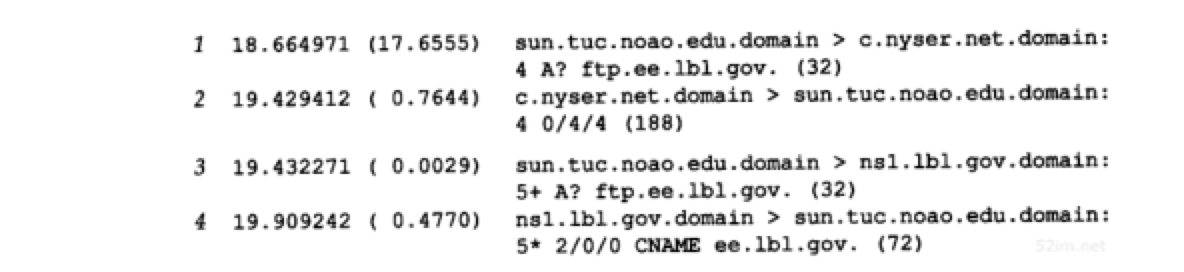 1 18.664971 (17.6555) sun.tuc.noao.edu.domain > c.nyser.net.domain:
4 A? ftp.ee.lbl.gov. (32)
2 19.429412 ( 0.7644) c.nyser.net.domain > sun.tuc.noao.edu.domain:
4 0/4/4 (188)
3 19.432271 ( 0.0029) sun.tuc.noao.edu.domain > ns1.lbl.gov.domain:
5+ A? ftp.ee.lbl.gov. (32)
4 19.909242 ( 0.4770) ns1.lbl.gov.domain > sun.tuc.noao.edu.domain:
5* 2/0/0 CNAME ee.lbl.gov. (72)
52im.net